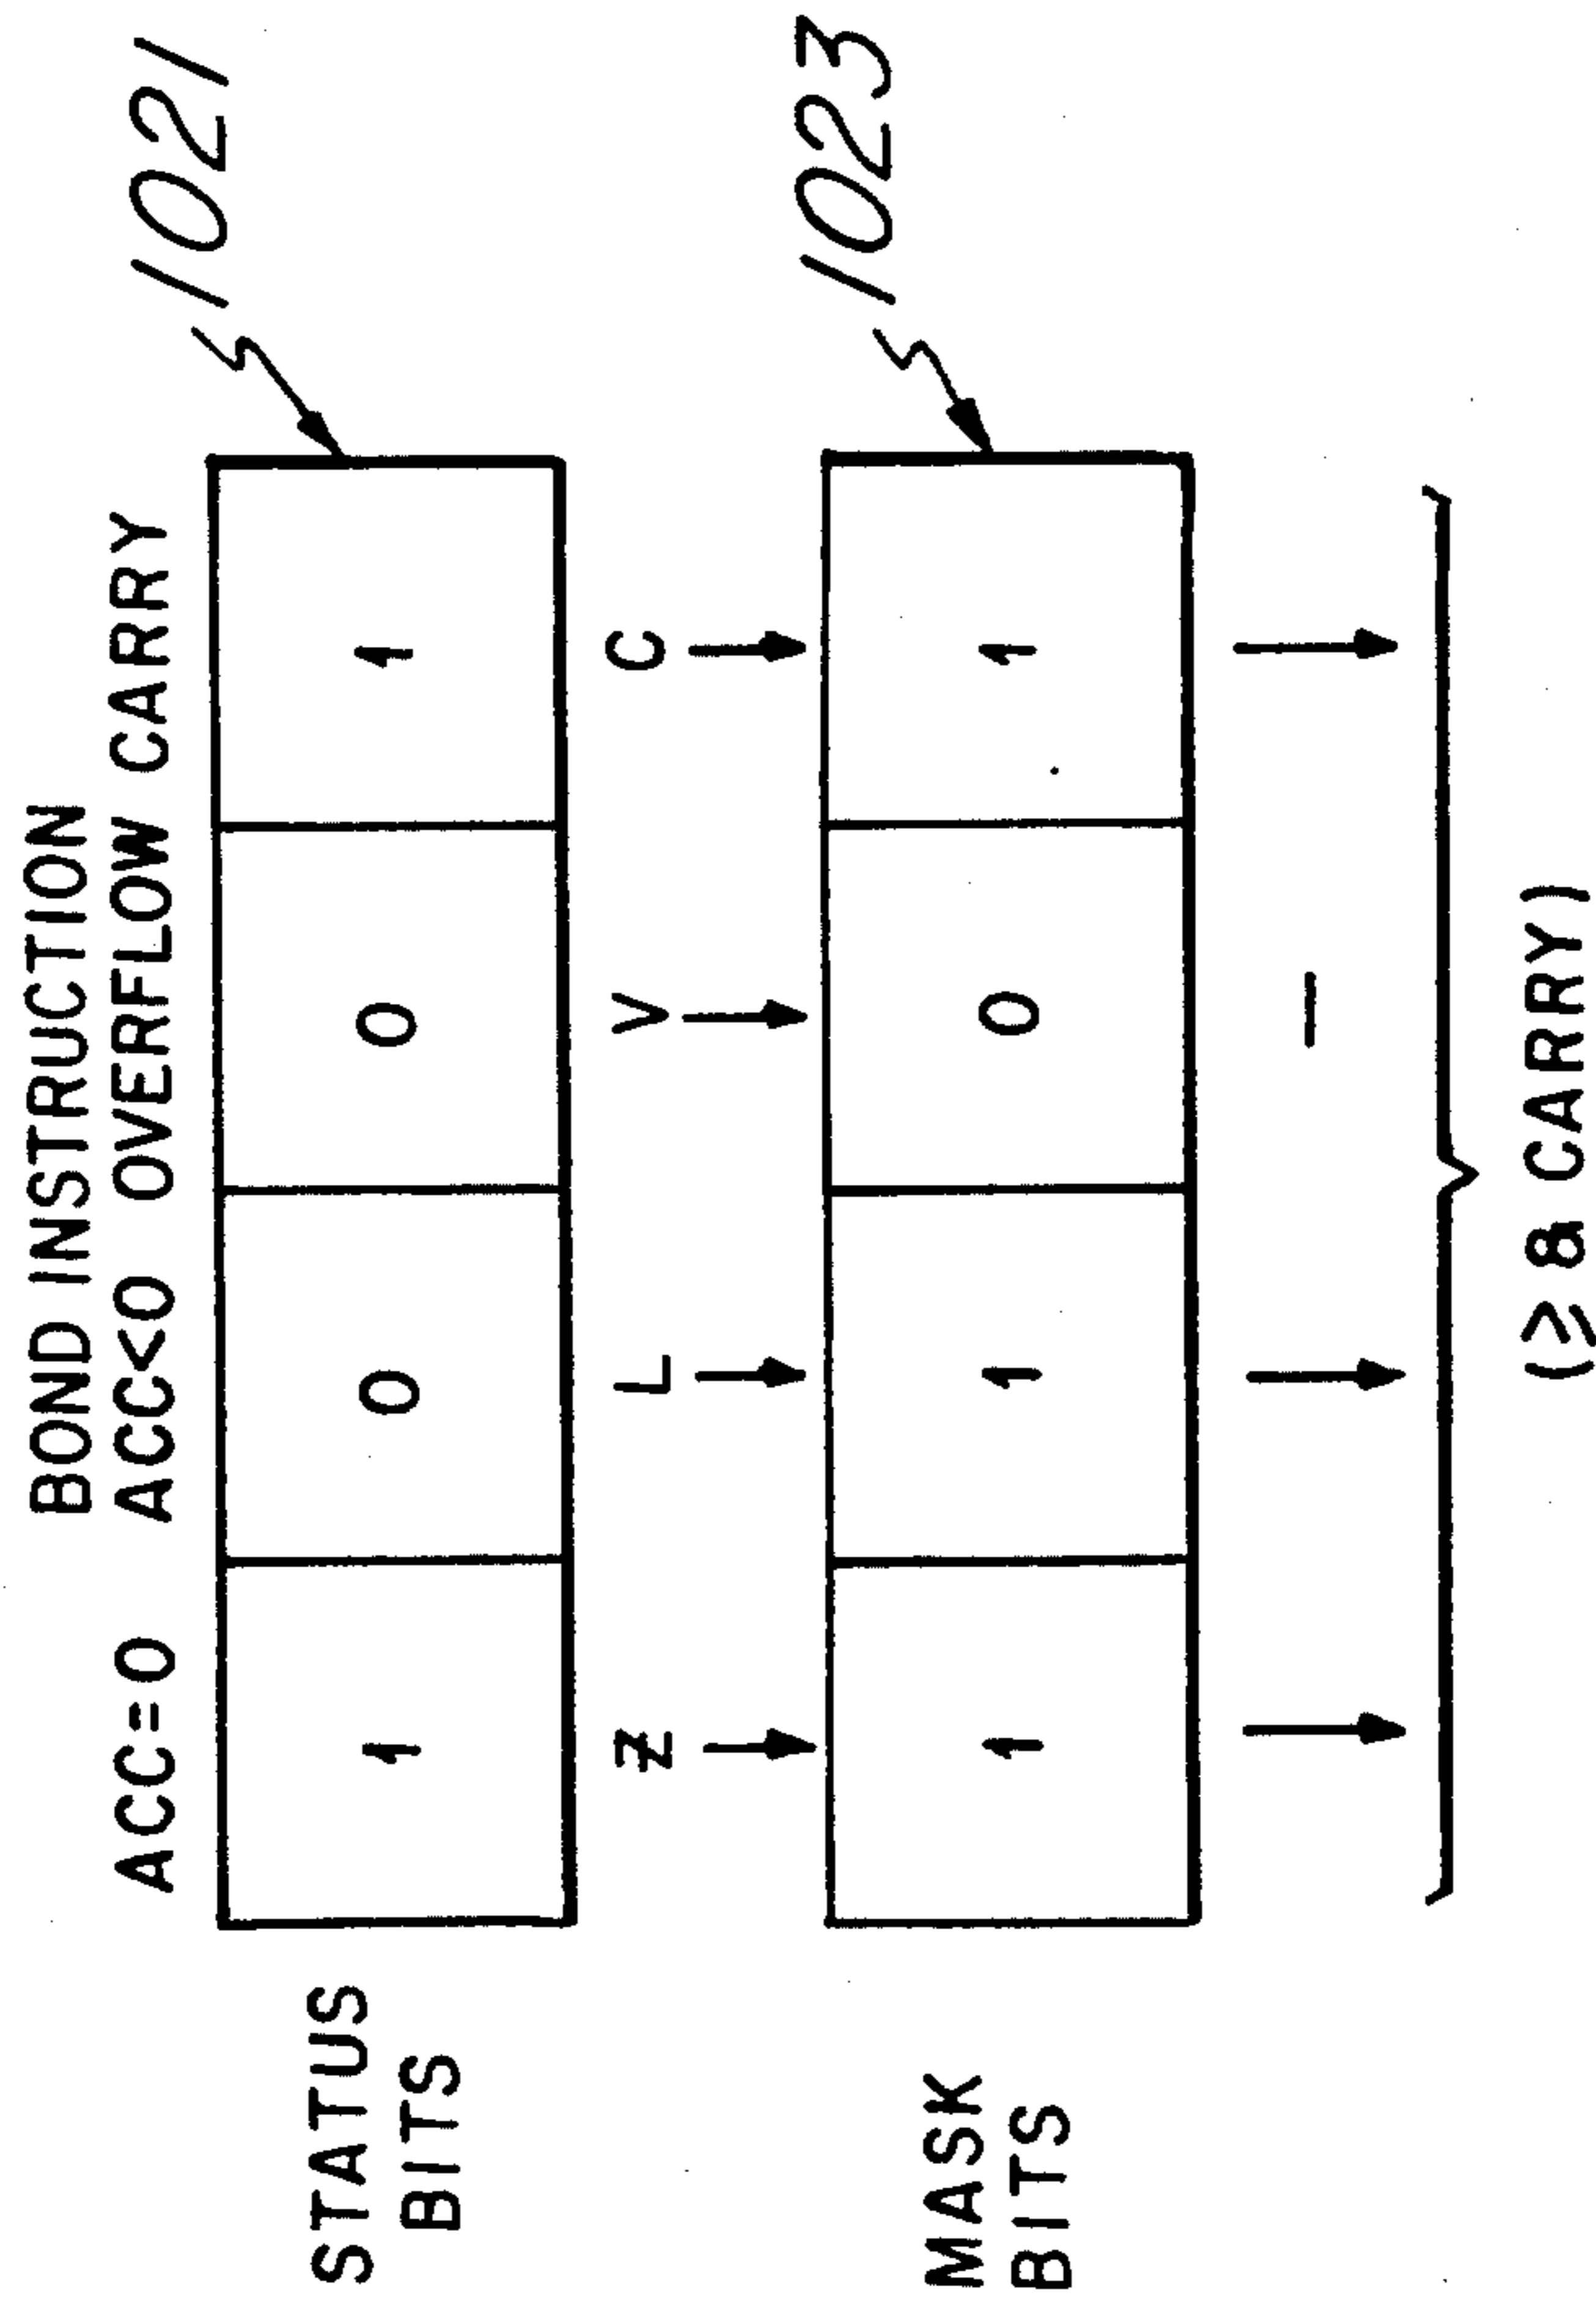 BOND INSTRUCTION
ACC=0 ACC<0 OVERFLOW CARRY
1021
STATUS
BITS
1 0 0 1
Z L V C
1023
MASK
BITS
1 1 0 1
—
(≥ & CARRY)